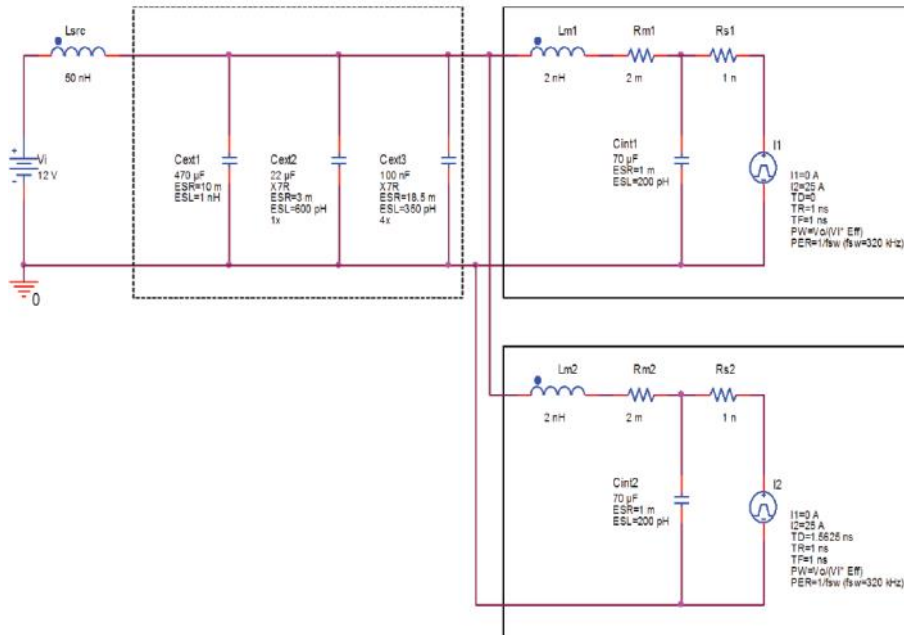 Lsrc
50 nH
Vi
12 V
0
Cext1
470 µF
ESR=10 m
ESL=1 nH
Cext2
22 µF
X7R
ESR=3 m
ESL=600 pH
1x
Cext3
100 nF
X7R
ESR=18.5 m
ESL=350 pH
4x
Lm1
2 nH
Rm1
2 m
Rs1
1 n
Cint1
70 µF
ESR=1 m
ESL=200 pH
I1
I1=0 A
I2=25 A
TD=0
TR=1 ns
TF=1 ns
PW=Vo/(Vi* Eff)
PER=1/fsw (fsw=320 kHz)
Lm2
2 nH
Rm2
2 m
Rs2
1 n
Cint2
70 µF
ESR=1 m
ESL=200 pH
I2
I1=0 A
I2=25 A
TD=1.5625 ns
TR=1 ns
TF=1 ns
PW=Vo/(Vi* Eff)
PER=1/fsw (fsw=320 kHz)